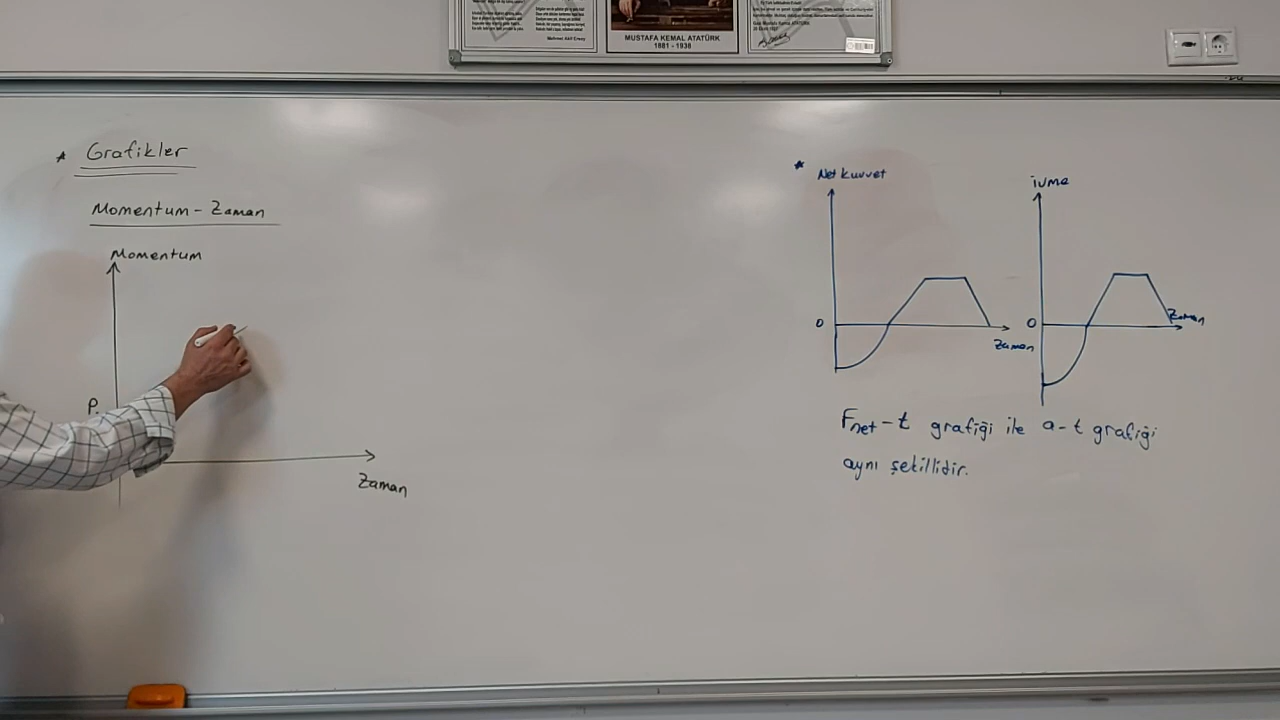 MUSTAFA KEMAL ATATÜRK
1881 - 1938
* Grafikler
Momentum - Zaman
Momentum
P
Zaman
* Net kuvvet
0
Zaman
ivme
0
Zaman
Fnet - t grafiği ile a - t grafiği
aynı şekillidir.